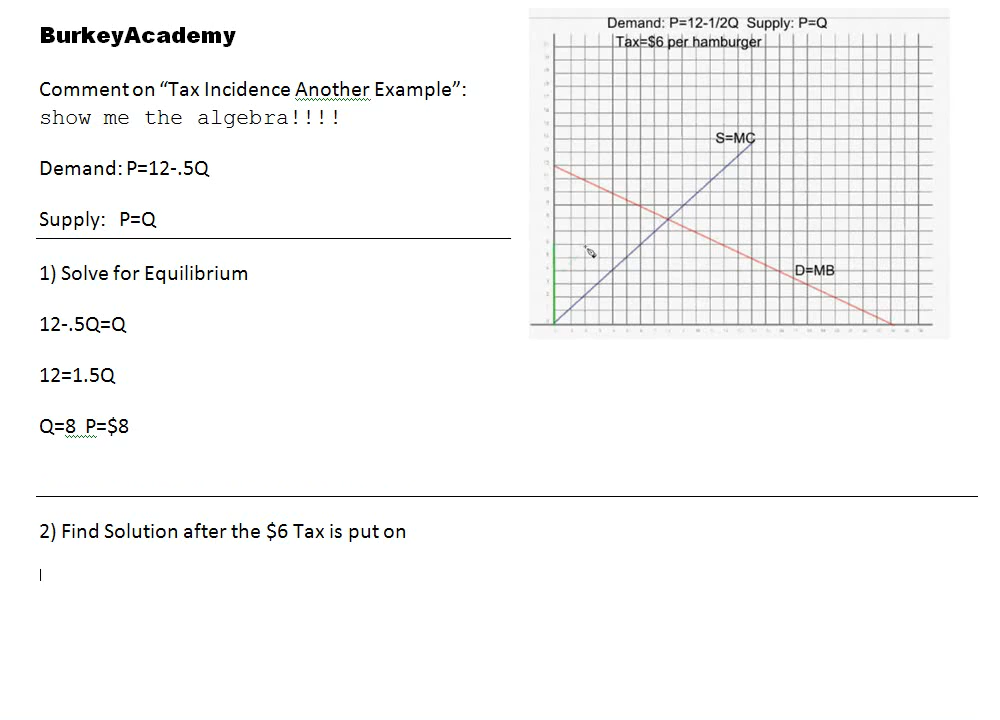 BurkeyAcademy
Comment on “Tax Incidence Another Example”:
show me the algebra!!!!
Demand: P=12-.5Q
Supply: P=Q
1) Solve for Equilibrium
12-.5Q=Q
12=1.5Q
Q=8 P=$8
2) Find Solution after the $6 Tax is put on
Demand: P=12-1/2Q Supply: P=Q
Tax=$6 per hamburger
S=MC
D=MB